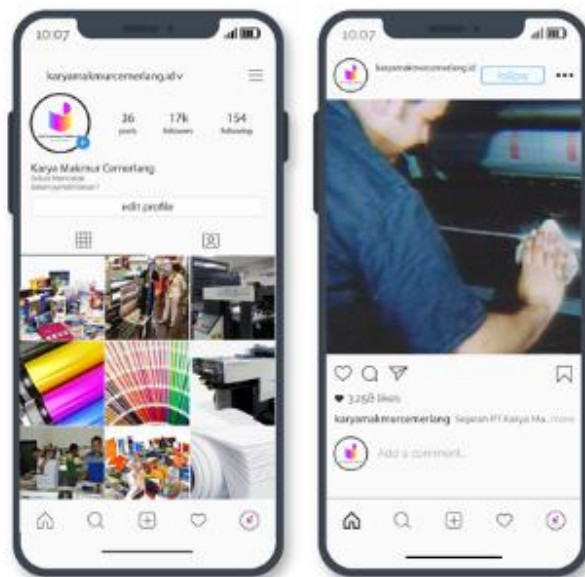 10:07
karyamakmurcemerlang.id
36 17k 154
posts followers following
Karya Makmur Cemerlang
edit profile
10:07
karyamakmurcemerlang.id
Follow
3.258 likes
karyamakmurcemerlang Sejarah PT Karya Ma.. more
Add a comment..